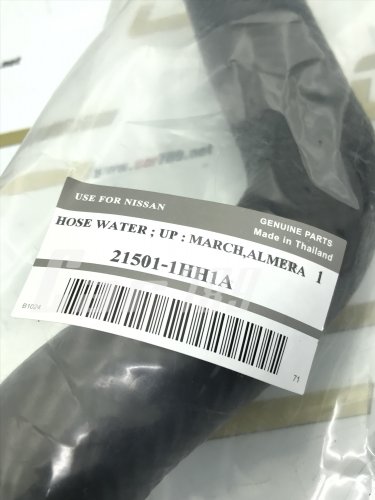 USE FOR NISSAN
GENUINE PARTS
Made in Thailand
HOSE WATER ; UP : MARCH,ALMERA 1
21501-1HH1A
B1024
71